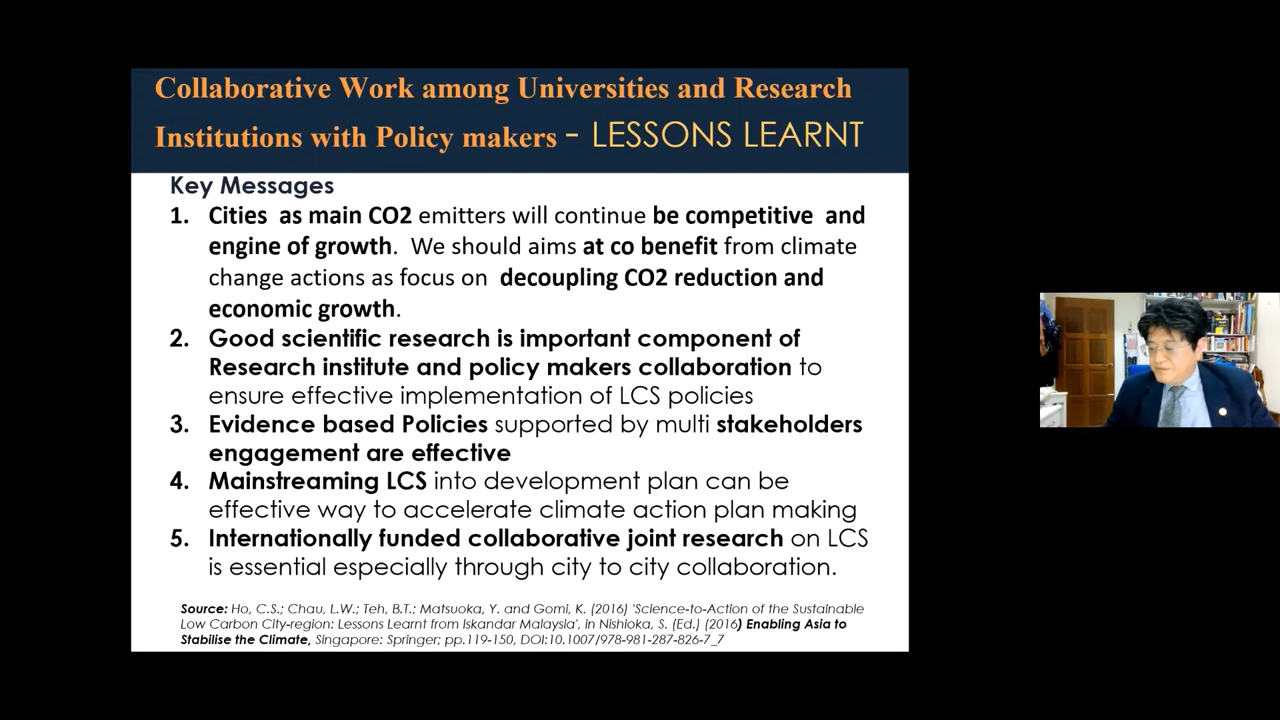 Collaborative Work among Universities and Research
Institutions with Policy makers - LESSONS LEARNT
Key Messages
1. Cities as main CO2 emitters will continue be competitive and
engine of growth. We should aims at co benefit from climate
change actions as focus on decoupling CO2 reduction and
economic growth.
2. Good scientific research is important component of
Research institute and policy makers collaboration to
ensure effective implementation of LCS policies
3. Evidence based Policies supported by multi stakeholders
engagement are effective
4. Mainstreaming LCS into development plan can be
effective way to accelerate climate action plan making
5. Internationally funded collaborative joint research on LCS
is essential especially through city to city collaboration.
Source: Ho, C.S.; Chau, L.W.; Teh, B.T.; Matsuoka, Y. and Gomi, K. (2016) 'Science-to-Action of the Sustainable
Low Carbon City-region: Lessons Learnt from Iskandar Malaysia', in Nishioka, S. (Ed.) (2016) Enabling Asia to
Stabilise the Climate, Singapore: Springer; pp.119-150, DOI:10.1007/978-981-287-826-7_7